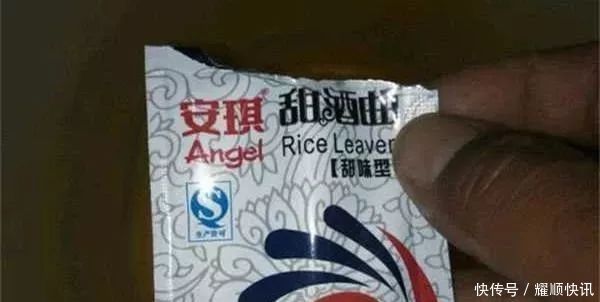 安琪 甜酒曲
Angel Rice Leaven
【甜味型
生产许可
快传号 / 耀顺快讯